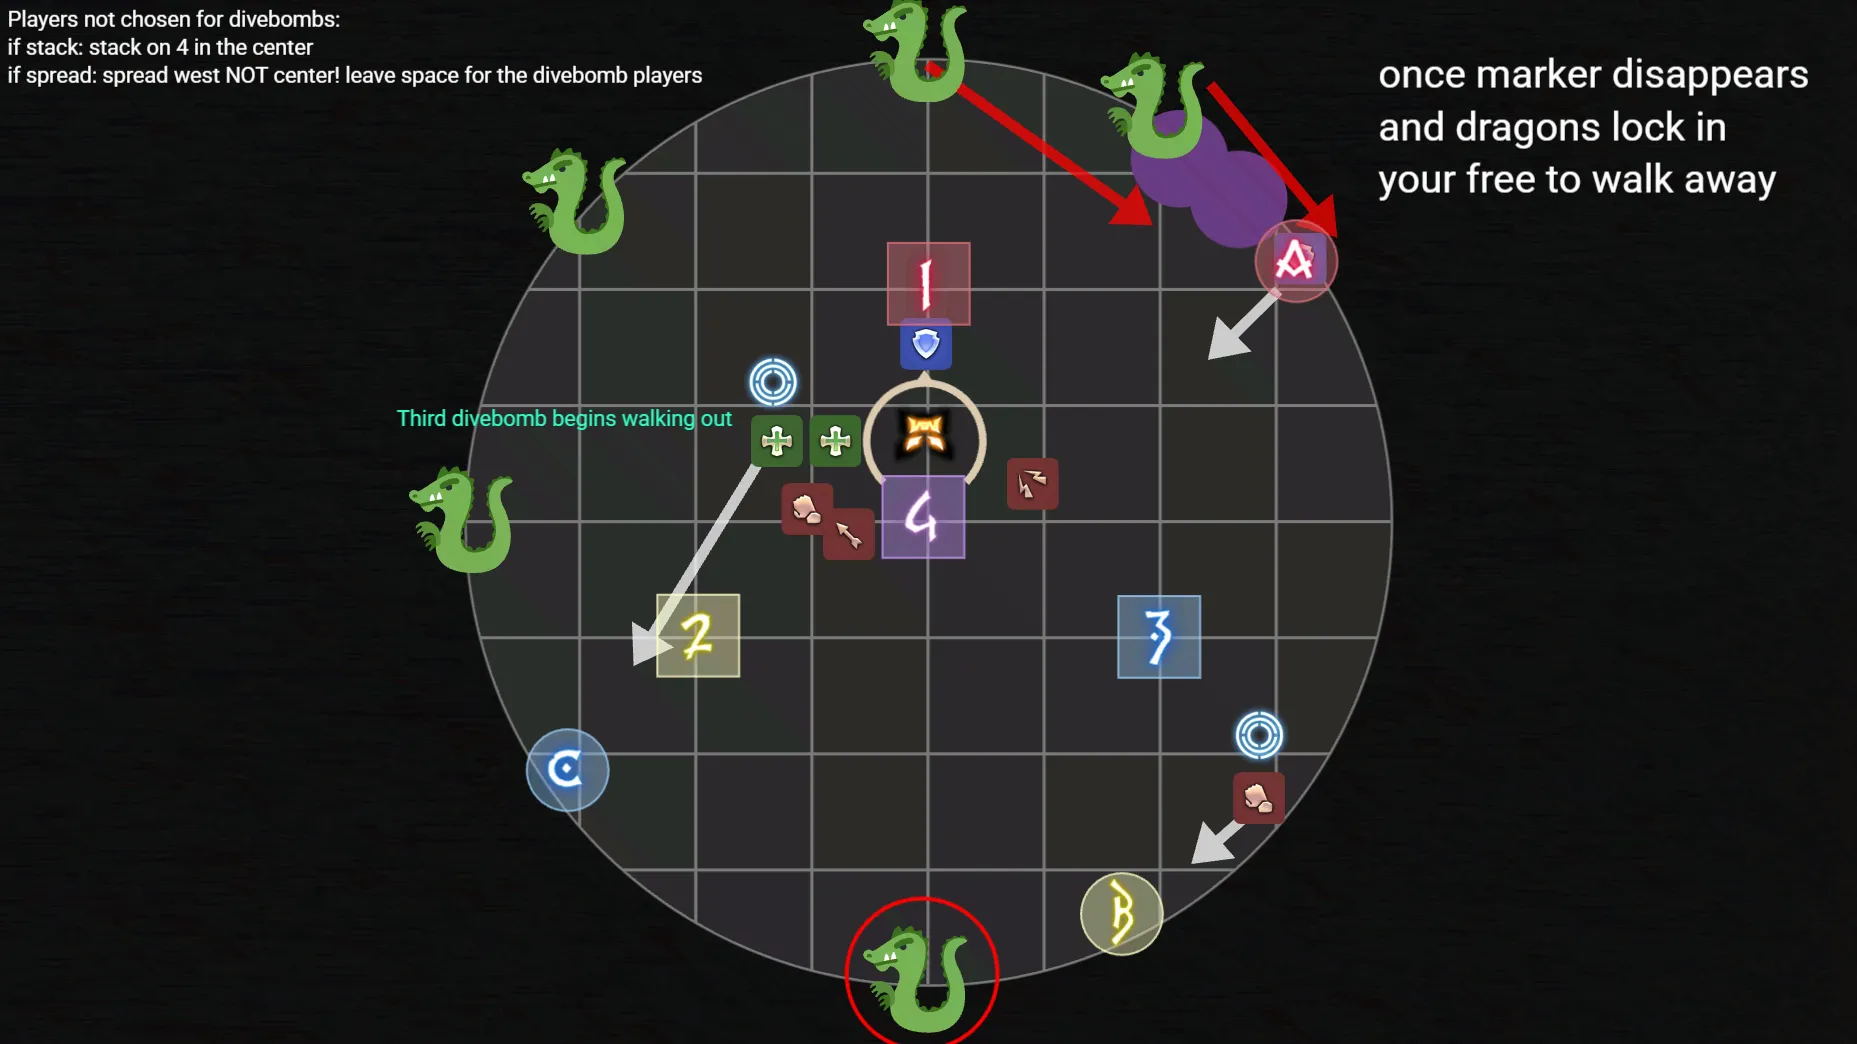 Players not chosen for divebombs:
if stack: stack on 4 in the center
if spread: spread west NOT center! leave space for the divebomb players
once marker disappears
and dragons lock in
your free to walk away
A
1
Third divebomb begins walking out
4
2
3
C
B